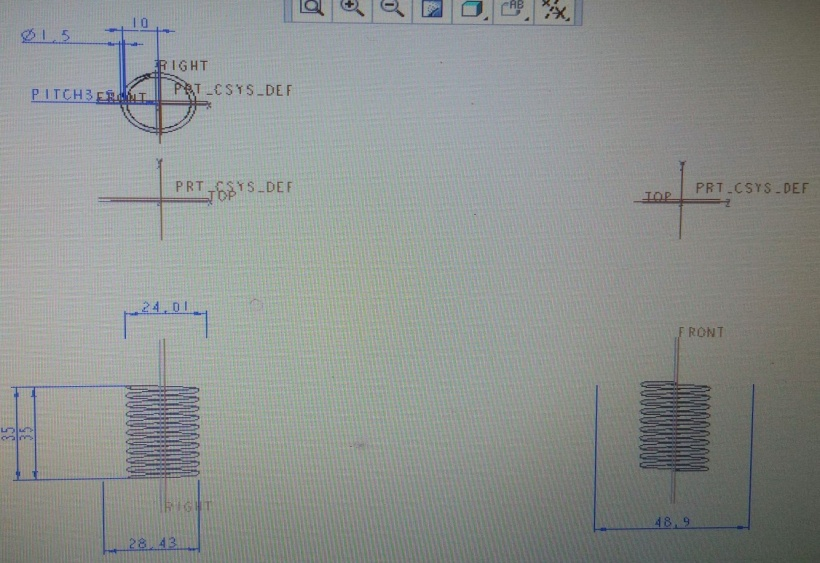 AB
10
Ø1,5
RIGHT
PRT_CSYS_DEF
PITCH3
FRONT
X
Y
PRT_CSYS_DEF
TOP
Y
PRT_CSYS_DEF
TOP
Z
24,01
FRONT
35
35
RIGHT
48,9
28,43